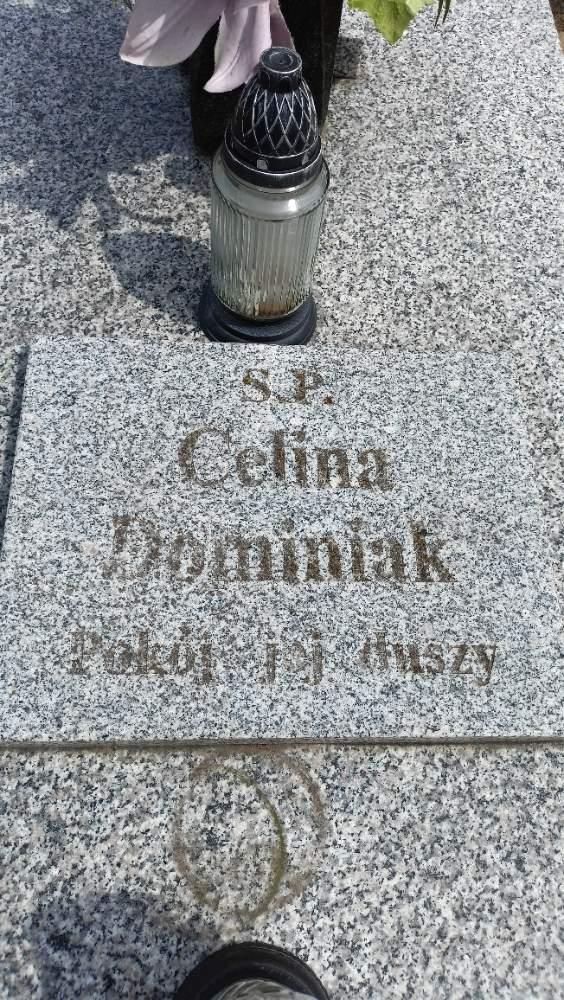 S.P.
Celina
Dominiak
Pokój jej duszy